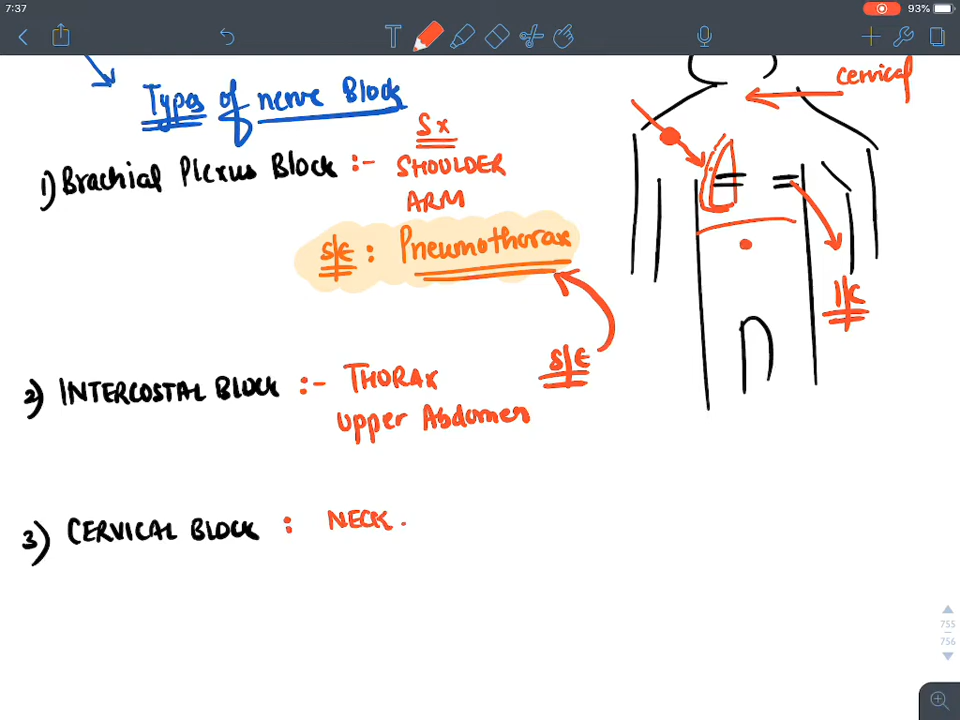 7:37
93%
T
cervical
Types of nerve Block
Sx
1) Brachial Plexus Block :- SHOULDER
ARM
S/E : Pneumothorax
I/C
S/E
2) INTERCOSTAL BLOCK :- THORAX
Upper Abdomen
3) CERVICAL BLOCK : NECK .
755
756